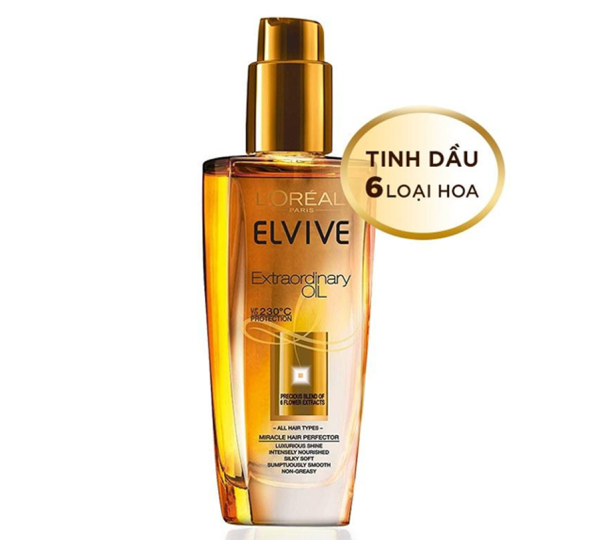 TINH DẦU
6 LOẠI HOA
L'ORÉAL
PARIS
ELVIVE
Extraordinary
OIL
230°C
PROTECTION
PRECIOUS BLEND OF
6 FLOWER EXTRACTS
– ALL HAIR TYPES –
MIRACLE HAIR PERFECTOR
LUXURIOUS SHINE
INTENSELY NOURISHED
SILKY SOFT
SUMPTUOUSLY SMOOTH
NON-GREASY